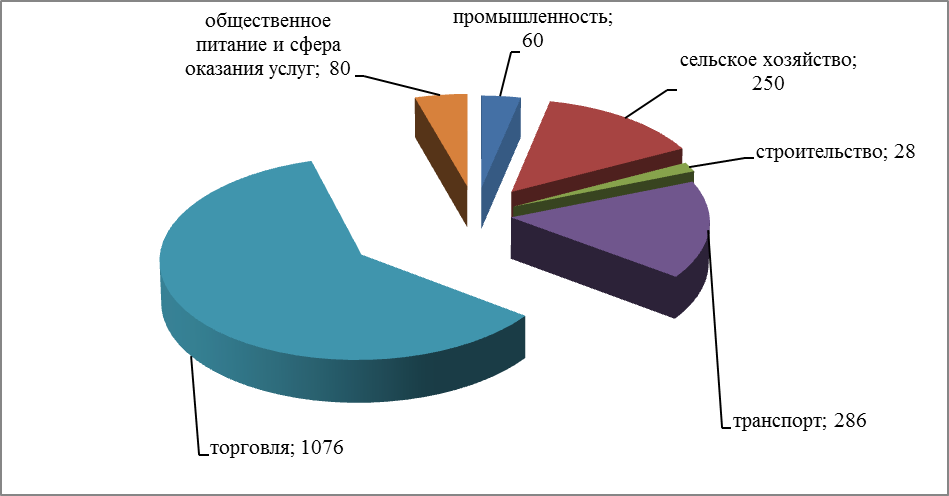 общественное
питание и сфера
оказания услуг; 80
промышленность;
60
сельское хозяйство;
250
строительство; 28
транспорт; 286
торговля; 1076